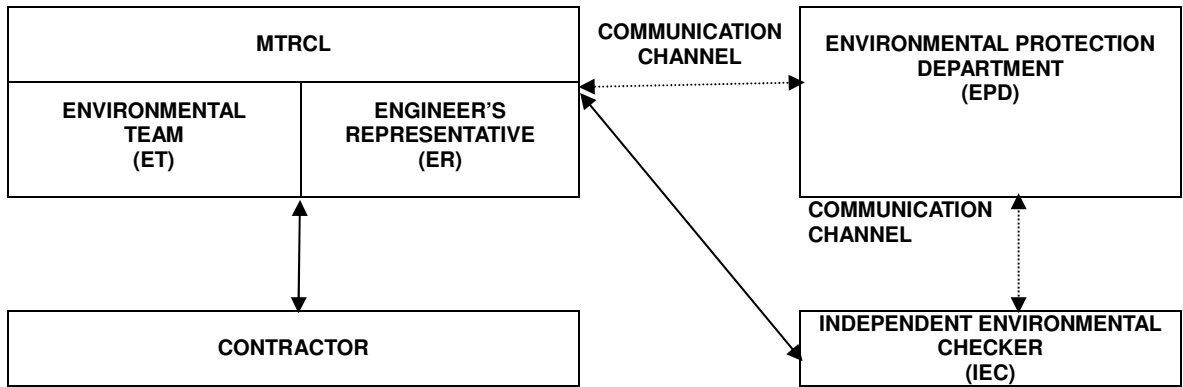 MTRCL
ENVIRONMENTAL
TEAM
(ET)
ENGINEER'S
REPRESENTATIVE
(ER)
COMMUNICATION
CHANNEL
ENVIRONMENTAL PROTECTION
DEPARTMENT
(EPD)
COMMUNICATION
CHANNEL
CONTRACTOR
INDEPENDENT ENVIRONMENTAL
CHECKER
(IEC)